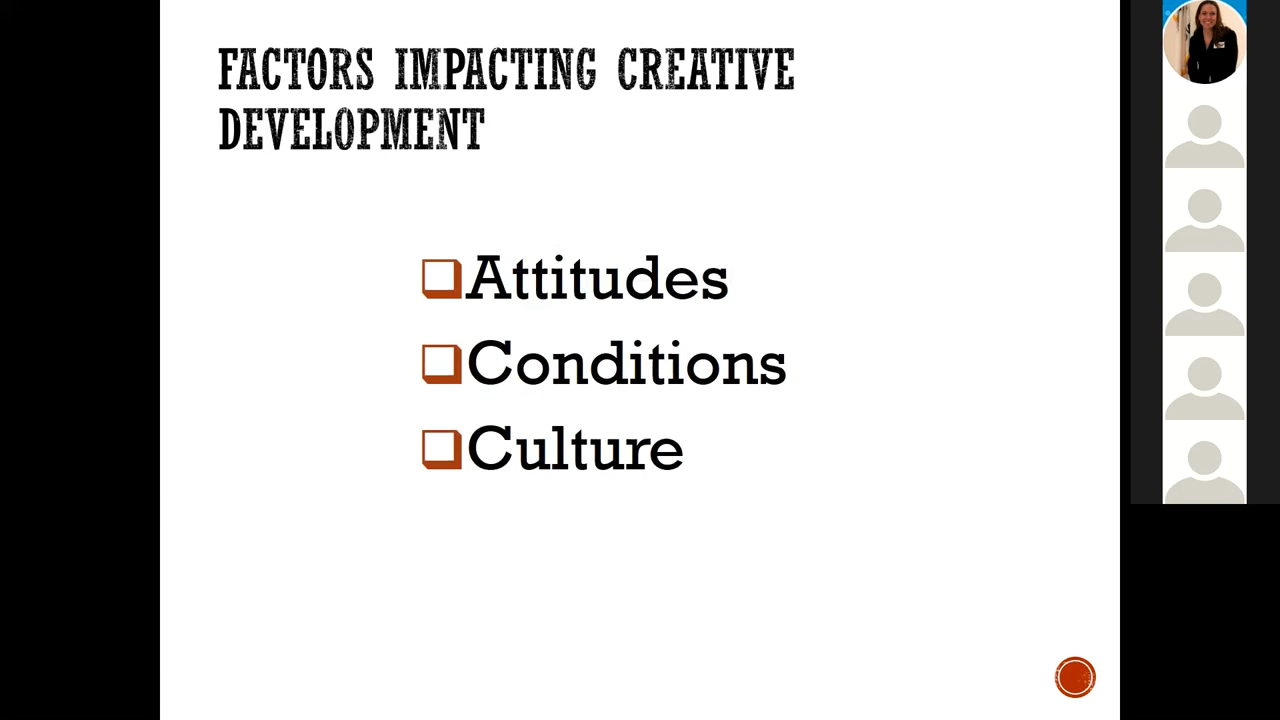 FACTORS IMPACTING CREATIVE
DEVELOPMENT
Attitudes
Conditions
Culture